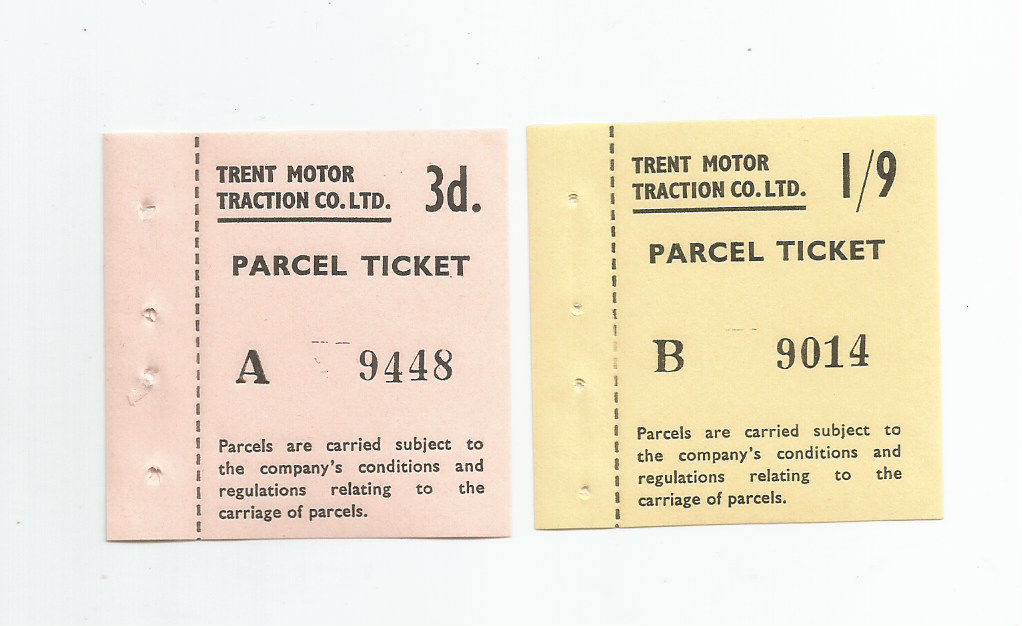 TRENT MOTOR
TRACTION CO. LTD.
3d.
PARCEL TICKET
A 9448
Parcels are carried subject to
the company's conditions and
regulations relating to the
carriage of parcels.
TRENT MOTOR
TRACTION CO. LTD.
1/9
PARCEL TICKET
B 9014
Parcels are carried subject to
the company's conditions and
regulations relating to the
carriage of parcels.